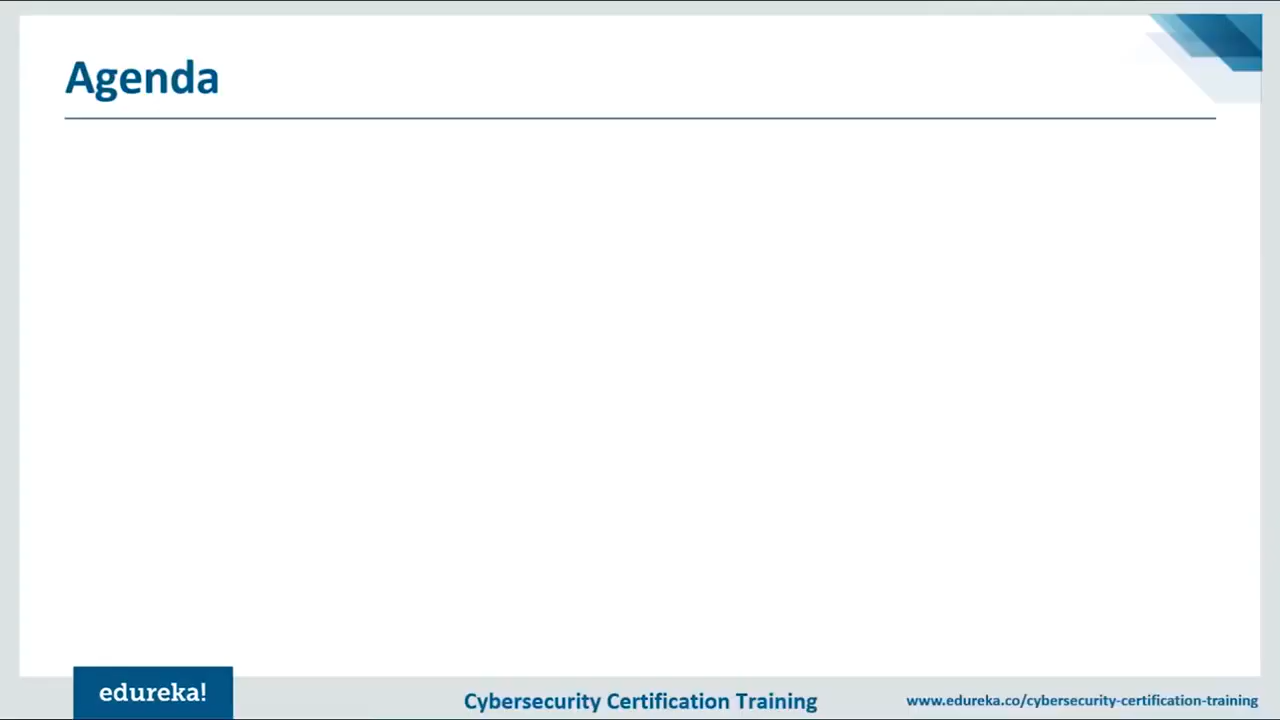 Agenda
edureka!
Cybersecurity Certification Training
www.edureka.co/cybersecurity-certification-training